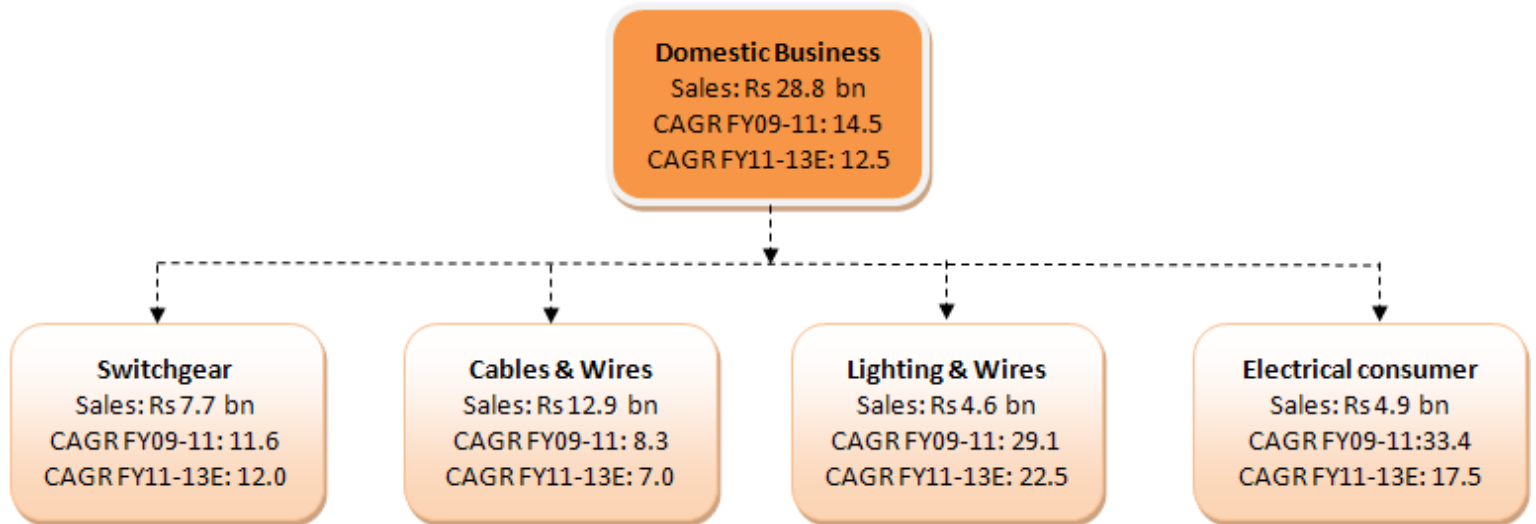 Domestic Business
Sales: Rs 28.8 bn
CAGR FY09-11: 14.5
CAGR FY11-13E: 12.5
Switchgear
Sales: Rs 7.7 bn
CAGR FY09-11: 11.6
CAGR FY11-13E: 12.0
Cables & Wires
Sales: Rs 12.9 bn
CAGR FY09-11: 8.3
CAGR FY11-13E: 7.0
Lighting & Wires
Sales: Rs 4.6 bn
CAGR FY09-11: 29.1
CAGR FY11-13E: 22.5
Electrical consumer
Sales: Rs 4.9 bn
CAGR FY09-11:33.4
CAGR FY11-13E: 17.5